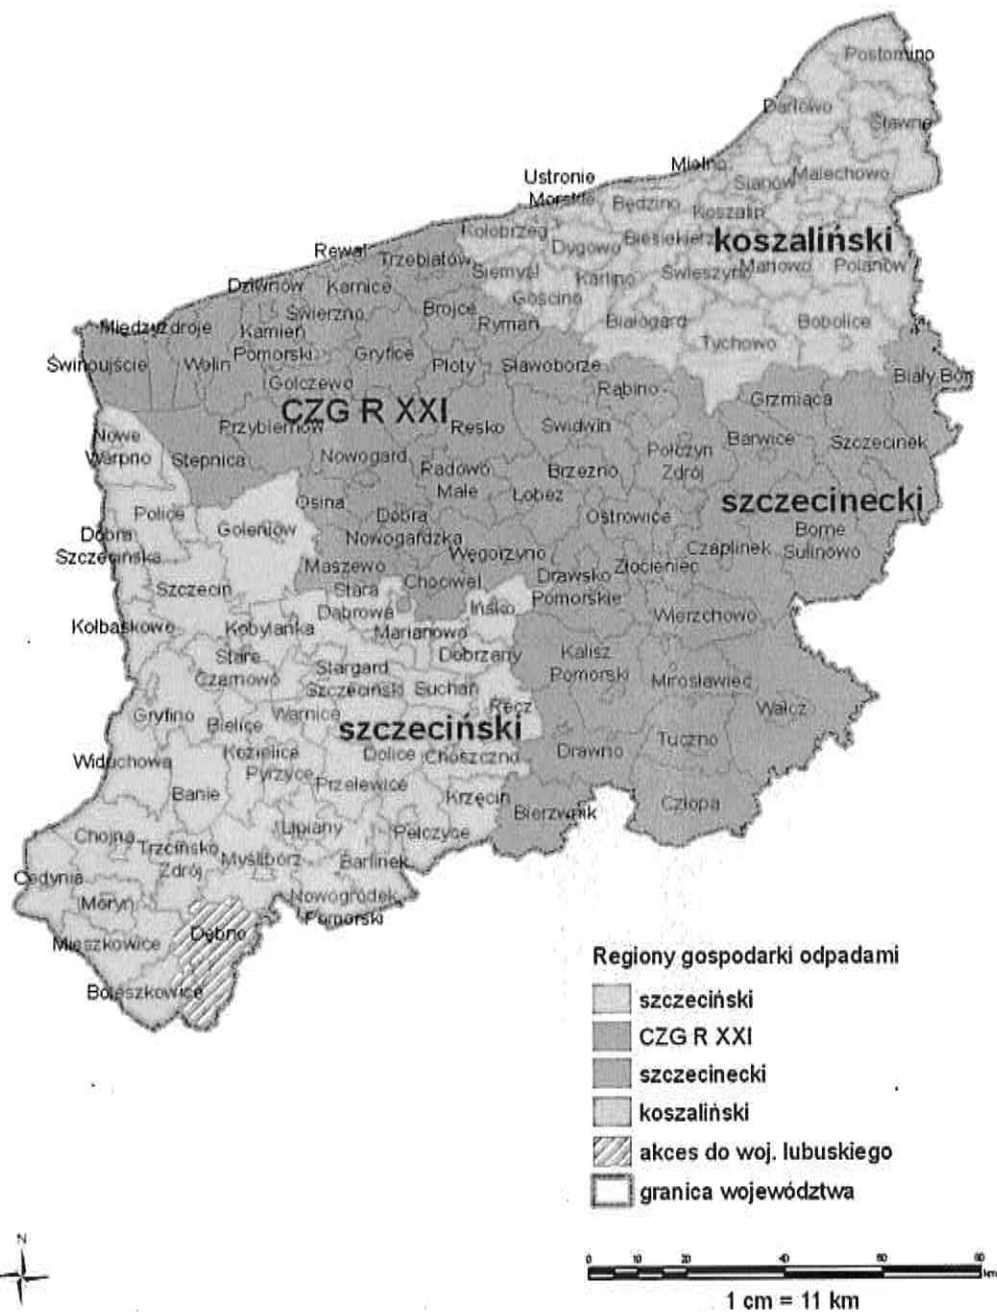 Postomino
Darłowo
Sławno
Mielno
Ustronie
Morskie
Sianów
Malechowo
Będzino
Koszalin
Kołobrzeg
Dygowo
Biesiekierz
koszaliński
Rewal
Trzebiatów
Siemyśl
Karlino
Świeszyno
Manowo
Polanów
Dziwnów
Karnice
Gościno
Świerzno
Brojce
Rymań
Białogard
Bobolice
Międzyzdroje
Kamień
Pomorski
Tychowo
Świnoujście
Wolin
Gryfice
Płoty
Sławoborze
Rąbino
Biały Bór
Golczewo
Grzmiąca
CZG R XXI
Przybiernów
Resko
Świdwin
Barwice
Szczecinek
Nowe
Warpno
Stepnica
Nowogard
Radowo
Małe
Brzeżno
Połczyn
Zdrój
Łobez
szczecinecki
Osina
Police
Goleniów
Dobra
Nowogardzka
Ostrowice
Borne
Sulinowo
Dobra
Szczecińska
Węgorzyno
Czaplinek
Maszewo
Chociwel
Drawsko
Pomorskie
Złocieniec
Szczecin
Stara
Dąbrowa
Ińsko
Wierzchowo
Kołbaskowo
Kobylanka
Marianowo
Stare
Czarnowo
Dobrzany
Kalisz
Pomorski
Stargard
Szczeciński
Suchań
Mirosławiec
Recz
Wałcz
Gryfino
Bielice
Warnice
szczeciński
Tuczno
Widuchowa
Kozielice
Dolice
Choszczno
Drawno
Pyrzyce
Przelewice
Banie
Krzęcin
Bierzwnik
Człopa
Chojna
Lipiany
Pełczyce
Trzcińsko
Zdrój
Myślibórz
Barlinek
Cedynia
Moryń
Nowogródek
Pomorski
Mieszkowice
Dębno
Boleszkowice
Regiony gospodarki odpadami
szczeciński
CZG R XXI
szczecinecki
koszaliński
akces do woj. lubuskiego
granica województwa
N
0 10 20 40 60 80
km
1 cm = 11 km